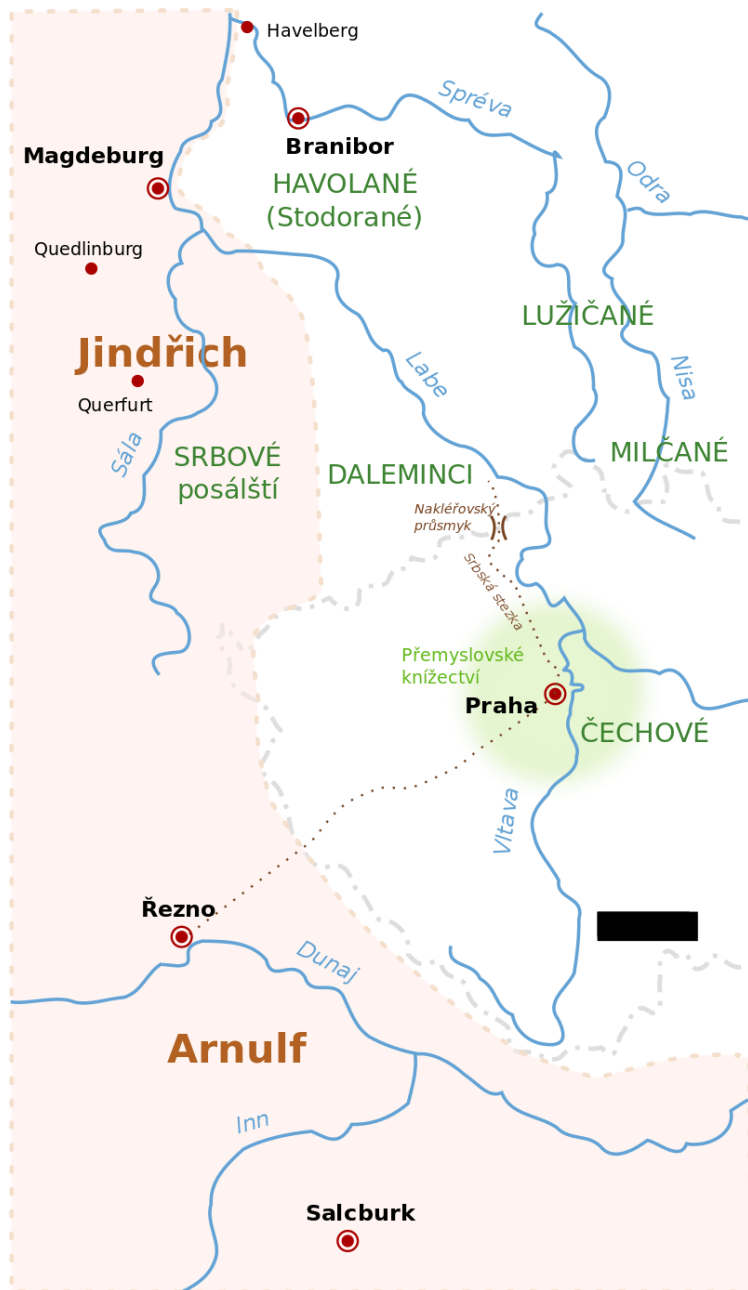 Havelberg
Spréva
Branibor
Magdeburg
HAVOLANÉ
(Stodorané)
Odra
Quedlinburg
LUŽIČANÉ
Jindřich
Labe
Nisa
Querfurt
Sála
SRBOVÉ
posálští
DALEMINCI
MILČANÉ
Nakléřovský
průsmyk
Srbská stezka
Přemyslovské
knížectví
Praha
ČECHOVÉ
Vltava
Řezno
Dunaj
Arnulf
Inn
Salcburk